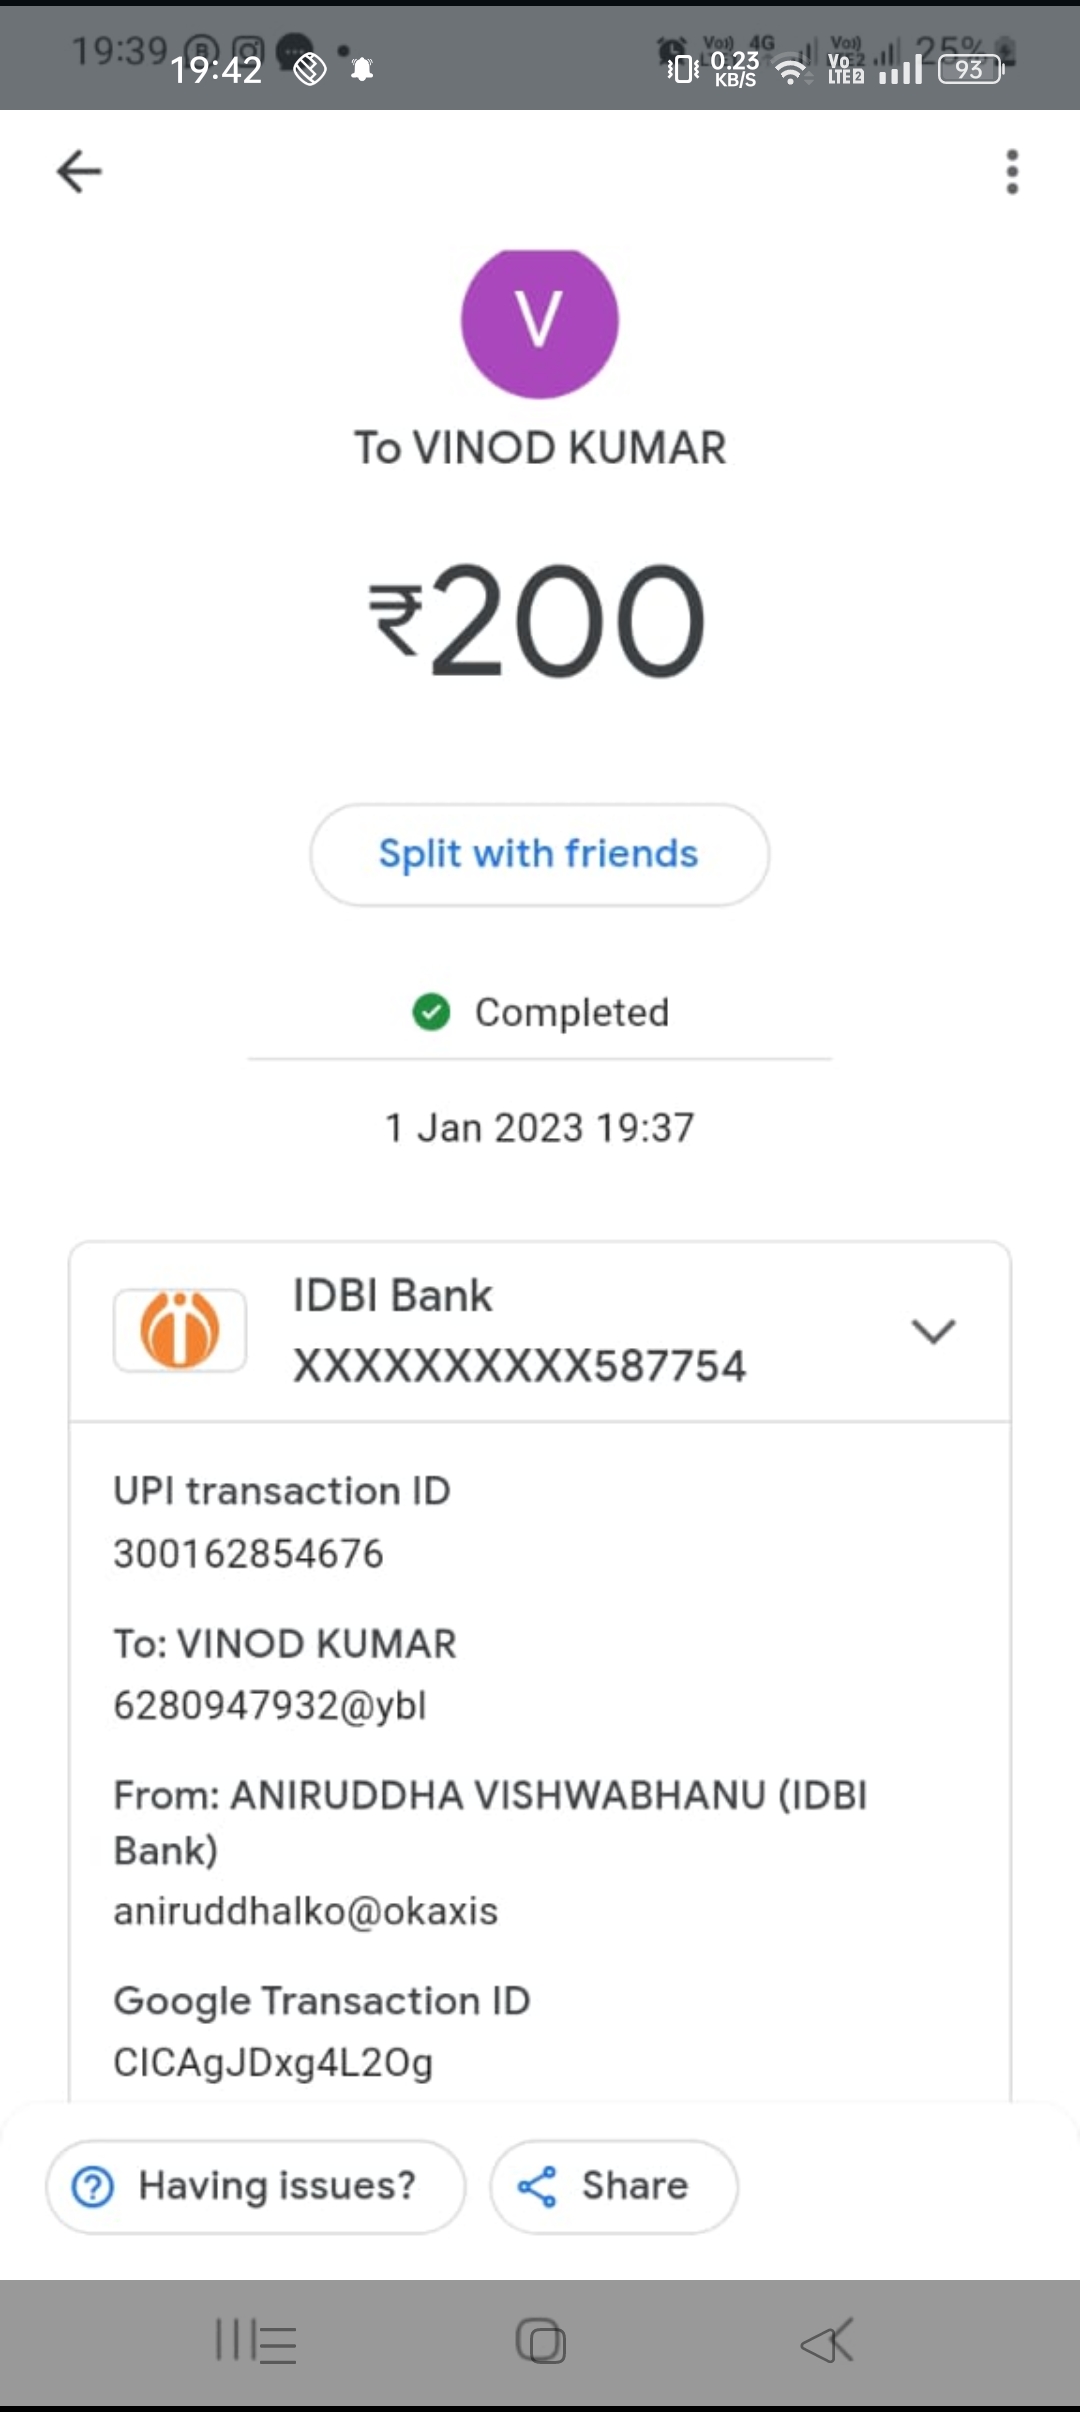 19:39
25%
19:42
0.23
KB/S
Vo
LTE2
93
4G
V
To VINOD KUMAR
₹200
Split with friends
Completed
1 Jan 2023 19:37
IDBI Bank
XXXXXXXXXX587754
UPI transaction ID
300162854676
To: VINOD KUMAR
6280947932@ybl
From: ANIRUDDHA VISHWABHANU (IDBI
Bank)
aniruddhalko@okaxis
Google Transaction ID
CICAgJDxg4L2Og
Having issues?
Share